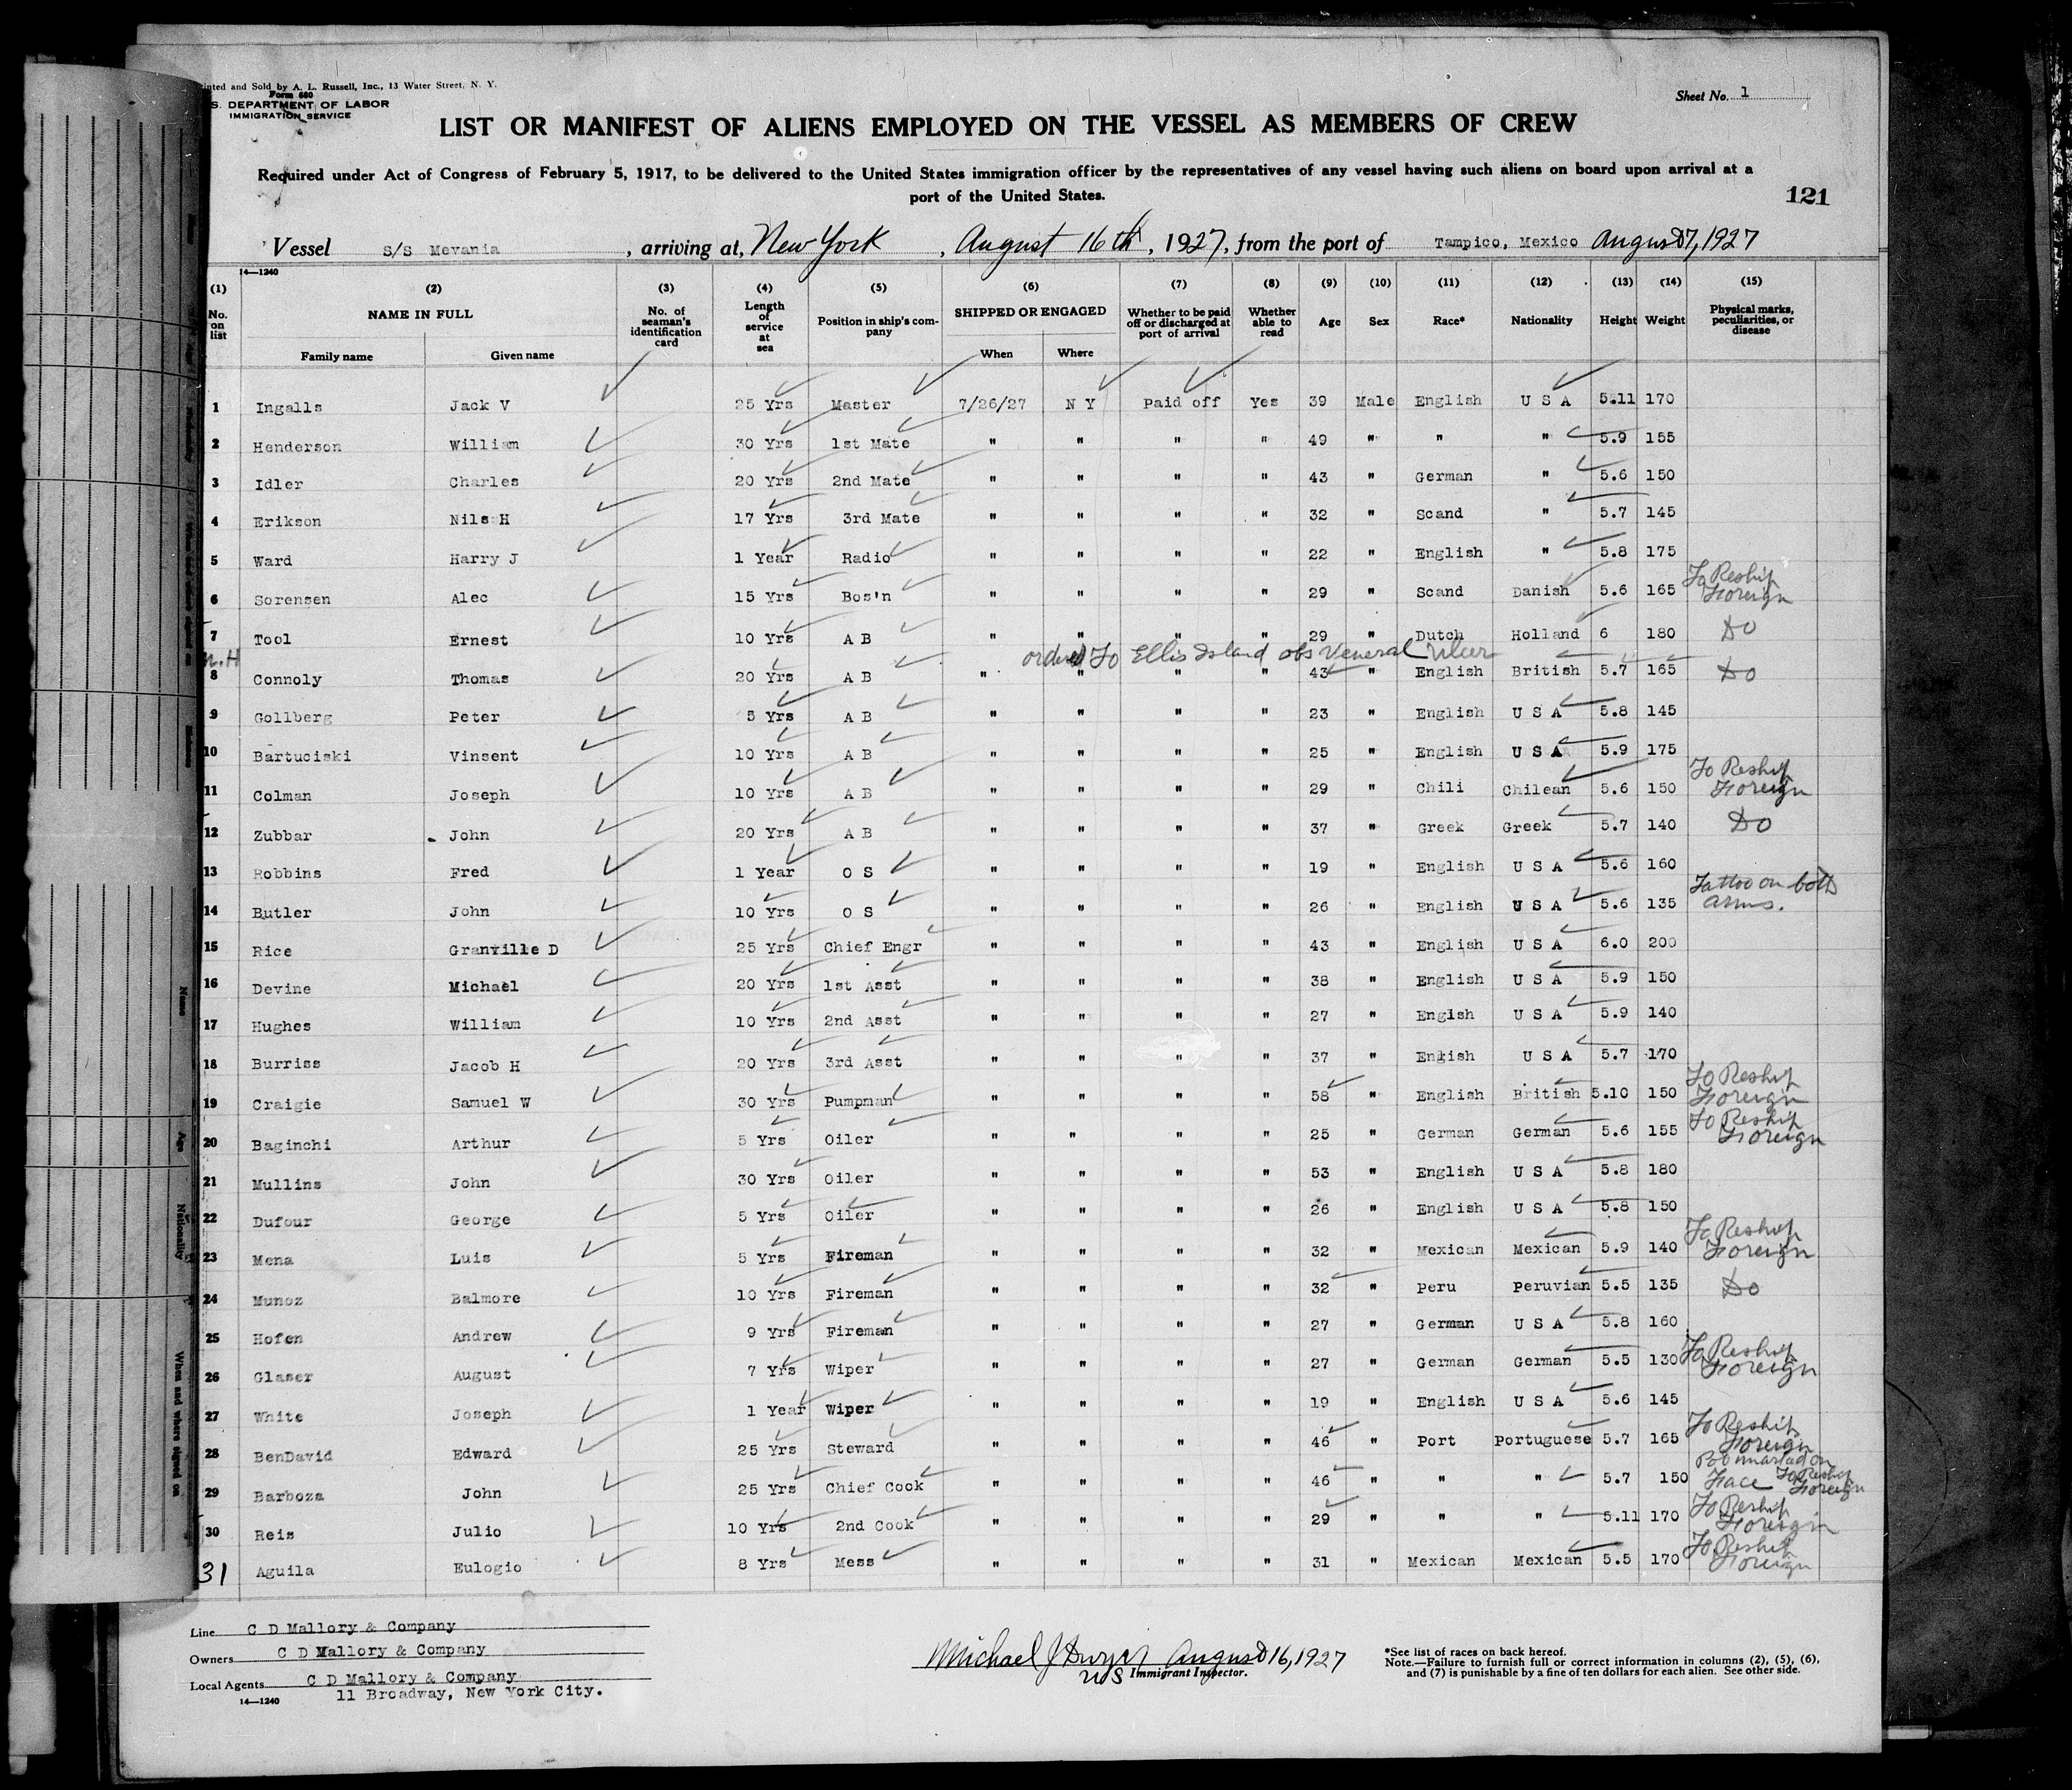 inted and Sold by A. L. Russell, Inc., 13 Water Street, N. Y.
Form 680
S. DEPARTMENT OF LABOR
IMMIGRATION SERVICE
Sheet No. 1
LIST OR MANIFEST OF ALIENS EMPLOYED ON THE VESSEL AS MEMBERS OF CREW
Required under Act of Congress of February 5, 1917, to be delivered to the United States immigration officer by the representatives of any vessel having such aliens on board upon arrival at a
port of the United States.
121
Vessel S/S Mevania, arriving at, New York, August 16th, 1927, from the port of Tampico, Mexico August 7, 1927
14—1240
(1) (2) (3) (4) (5) (6) (7) (8) (9) (10) (11) (12) (13) (14) (15)
No. on list NAME IN FULL Family name Given name No. of seaman's identification card Length of service at sea Position in ship's company SHIPPED OR ENGAGED When Where Whether to be paid off or discharged at port of arrival Whether able to read Age Sex Race* Nationality Height Weight Physical marks, peculiarities, or disease
1 Ingalls Jack V 25 Yrs Master 7/26/27 N Y Paid off Yes 39 Male English U S A 5.11 170
2 Henderson William 30 Yrs 1st Mate " " " " 49 " " " 5.9 155
3 Idler Charles 20 Yrs 2nd Mate " " " " 43 " German " 5.6 150
4 Erikson Nils H 17 Yrs 3rd Mate " " " " 32 " Scand " 5.7 145
5 Ward Harry J 1 Year Radio " " " " 22 " English " 5.8 175
6 Sorensen Alec 15 Yrs Bos'n " " " " 29 " Scand Danish 5.6 165 To Reship Foreign
7 Tool Ernest 10 Yrs A B " " " " 29 " Dutch Holland 6 180 Do
ordered To Ellis Island obs Veneral Ulcer
8 Connoly Thomas 20 Yrs A B " " " " 43 " English British 5.7 165 Do
9 Gollberg Peter 5 Yrs A B " " " " 23 " English U S A 5.8 145
10 Bartuciski Vinsent 10 Yrs A B " " " " 25 " English U S A 5.9 175
11 Colman Joseph 10 Yrs A B " " " " 29 " Chili Chilean 5.6 150 To Reship Foreign
12 Zubbar John 20 Yrs A B " " " " 37 " Greek Greek 5.7 140 Do
13 Robbins Fred 1 Year O S " " " " 19 " English U S A 5.6 160
14 Butler John 10 Yrs O S " " " " 26 " English U S A 5.6 135 Tattoo on both arms.
15 Rice Granville D 25 Yrs Chief Engr " " " " 43 " English U S A 6.0 200
16 Devine Michael 20 Yrs 1st Asst " " " " 38 " English U S A 5.9 150
17 Hughes William 10 Yrs 2nd Asst " " " " 27 " Engish U S A 5.9 140
18 Burriss Jacob H 20 Yrs 3rd Asst " " " " 37 " English U S A 5.7 170
19 Craigie Samuel W 30 Yrs Pumpman " " " " 58 " English British 5.10 150 To Reship Foreign
20 Baginchi Arthur 5 Yrs Oiler " " " " 25 " German German 5.6 155 To Reship Foreign
21 Mullins John 30 Yrs Oiler " " " " 53 " English U S A 5.8 180
22 Dufour George 5 Yrs Oiler " " " " 26 " English U S A 5.8 150
23 Mena Luis 5 Yrs Fireman " " " " 32 " Mexican Mexican 5.9 140 To Reship Foreign
24 Munoz Balmore 10 Yrs Fireman " " " " 32 " Peru Peruvian 5.5 135 Do
25 Hofen Andrew 9 Yrs Fireman " " " " 27 " German U S A 5.8 160
26 Glaser August 7 Yrs Wiper " " " " 27 " German German 5.5 130 To Reship Foreign
27 White Joseph 1 Year Wiper " " " " 19 " English U S A 5.6 145
28 BenDavid Edward 25 Yrs Steward " " " " 46 " Port Portuguese 5.7 165 To Reship Foreign
29 Barboza John 25 Yrs Chief Cook " " " " 46 " " " 5.7 150 marked on Face To Reship Foreign
30 Reis Julio 10 Yrs 2nd Cook " " " " 29 " " " 5.11 170 To Reship Foreign
31 Aguila Eulogio 8 Yrs Mess " " " " 31 " Mexican Mexican 5.5 170 To Reship Foreign
Line C D Mallory & Company
Owners C D Mallory & Company
Local Agents C D Mallory & Company
11 Broadway, New York City.
14—1240
Michael J Dwyer August 16, 1927
US Immigrant Inspector.
*See list of races on back hereof.
Note.—Failure to furnish full or correct information in columns (2), (5), (6),
and (7) is punishable by a fine of ten dollars for each alien. See other side.